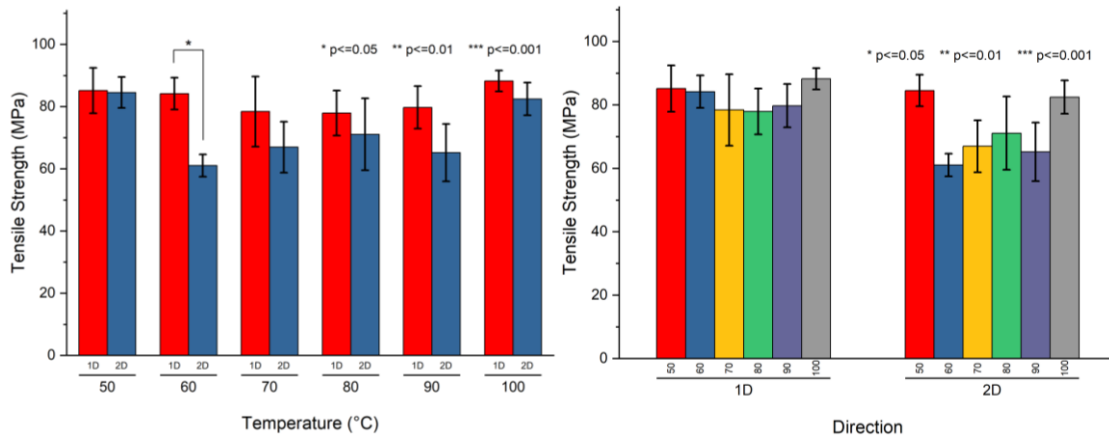 * p<=0.05 ** p<=0.01 *** p<=0.001
*
Tensile Strength (MPa)
100
80
60
40
20
0
1D 2D 1D 2D 1D 2D 1D 2D 1D 2D 1D 2D
50 60 70 80 90 100
Temperature (°C)
* p<=0.05 ** p<=0.01 *** p<=0.001
Tensile Strength (MPa)
100
80
60
40
20
0
50 60 70 80 90 100 50 60 70 80 90 100
1D 2D
Direction